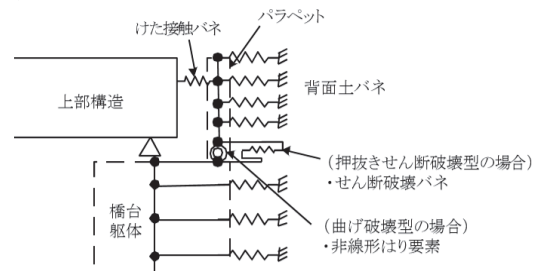 パラペット
けた接触バネ
上部構造
背面土バネ
(押抜きせん断破壊型の場合)
・せん断破壊バネ
橋台
躯体
(曲げ破壊型の場合)
・非線形はり要素